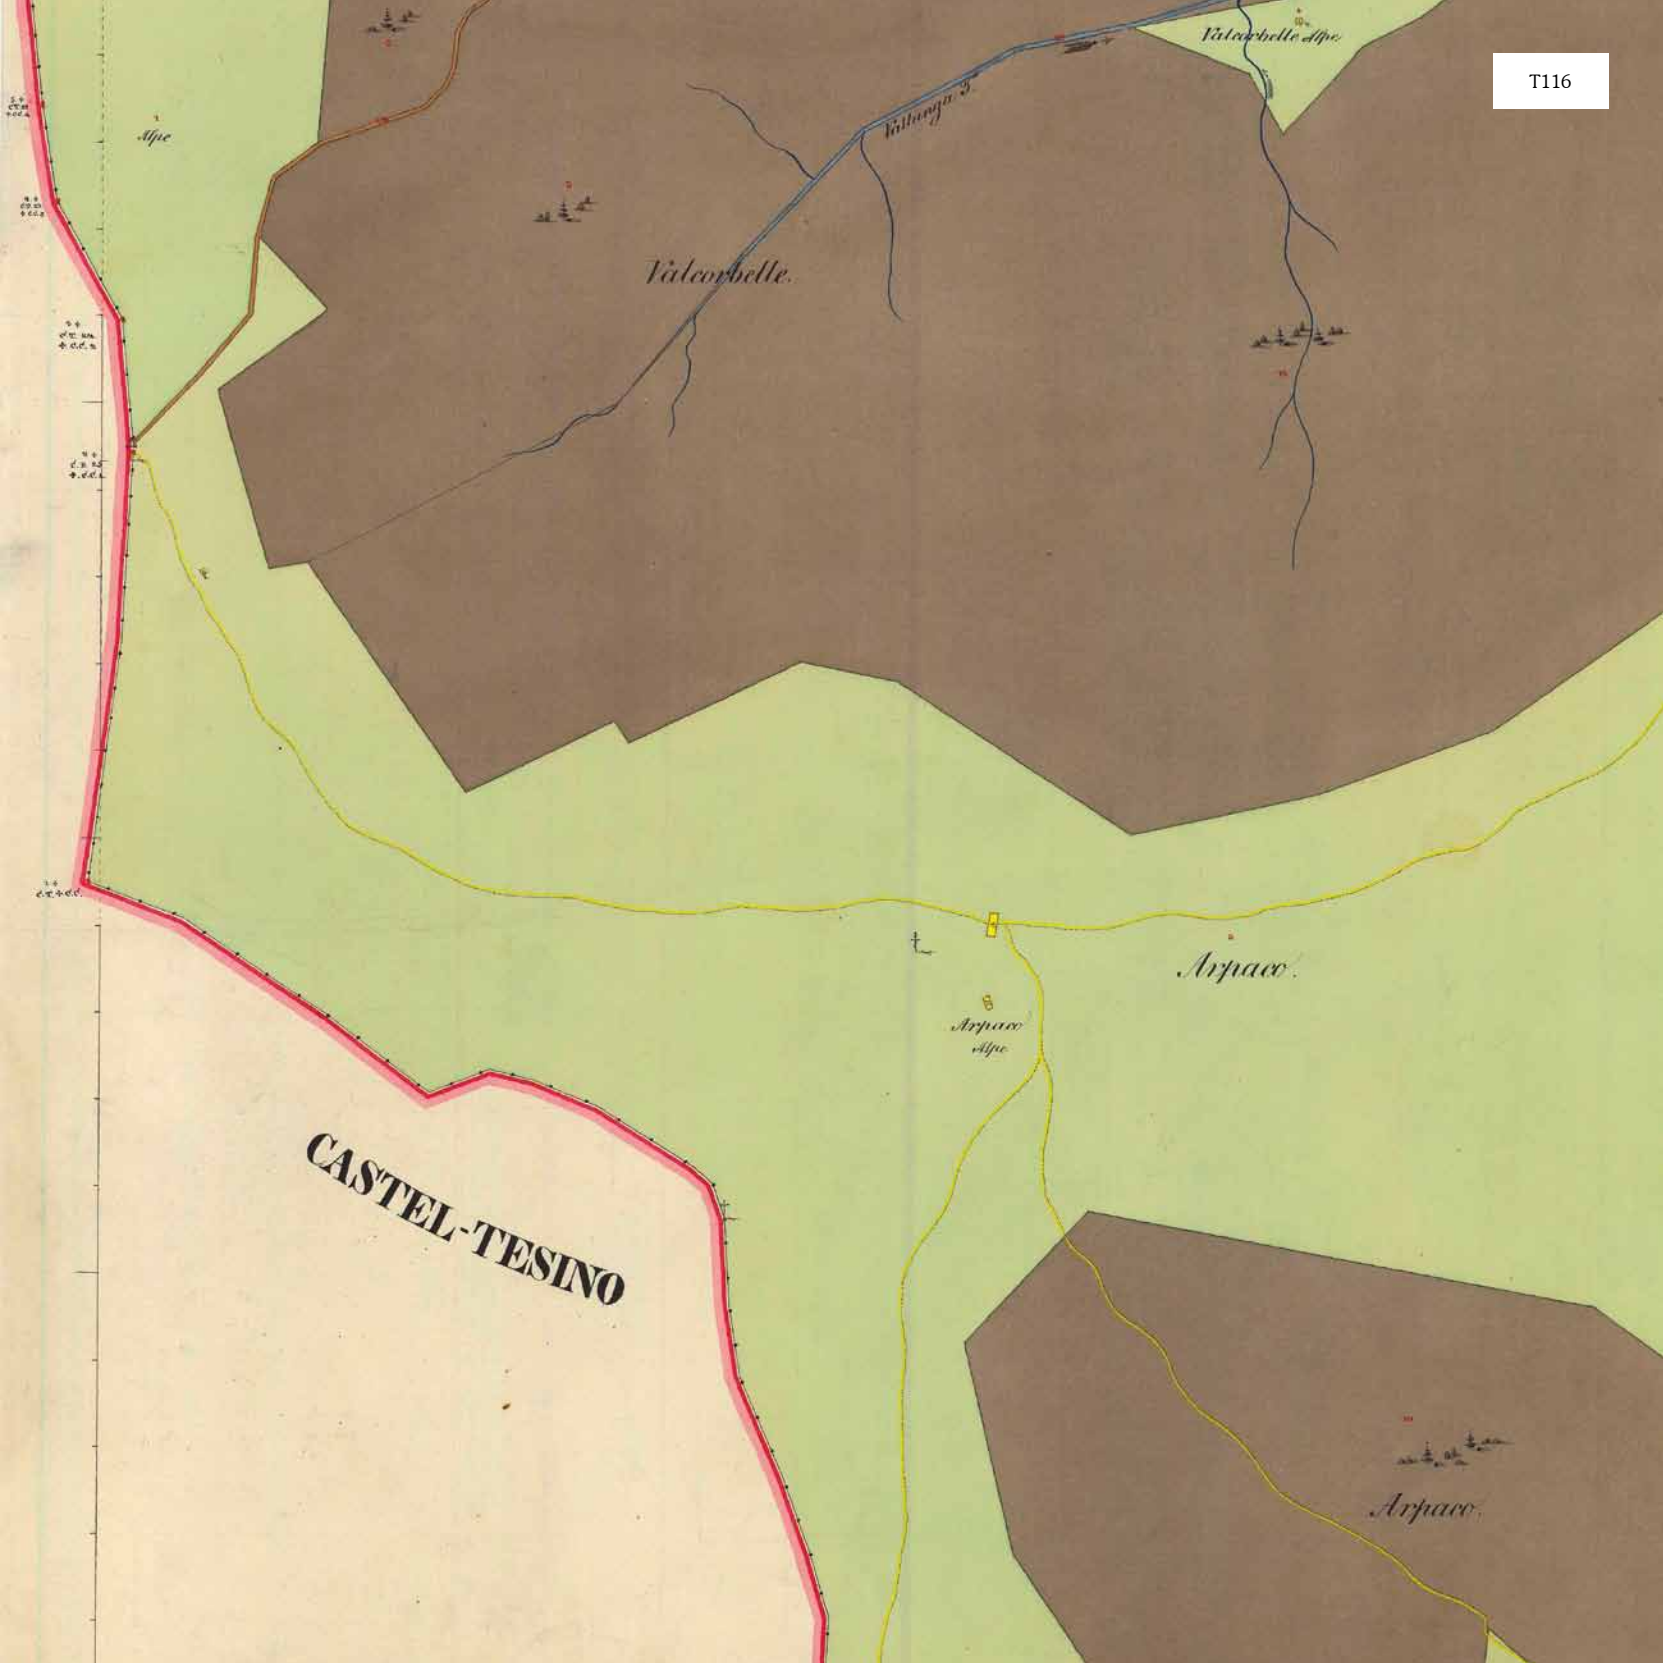 Valcorbelle Alpe
T116
Alpe
Vallunga T.
Valcorbelle.
Arpaco.
Arpaco
Alpe
CASTEL-TESINO
Arpaco.